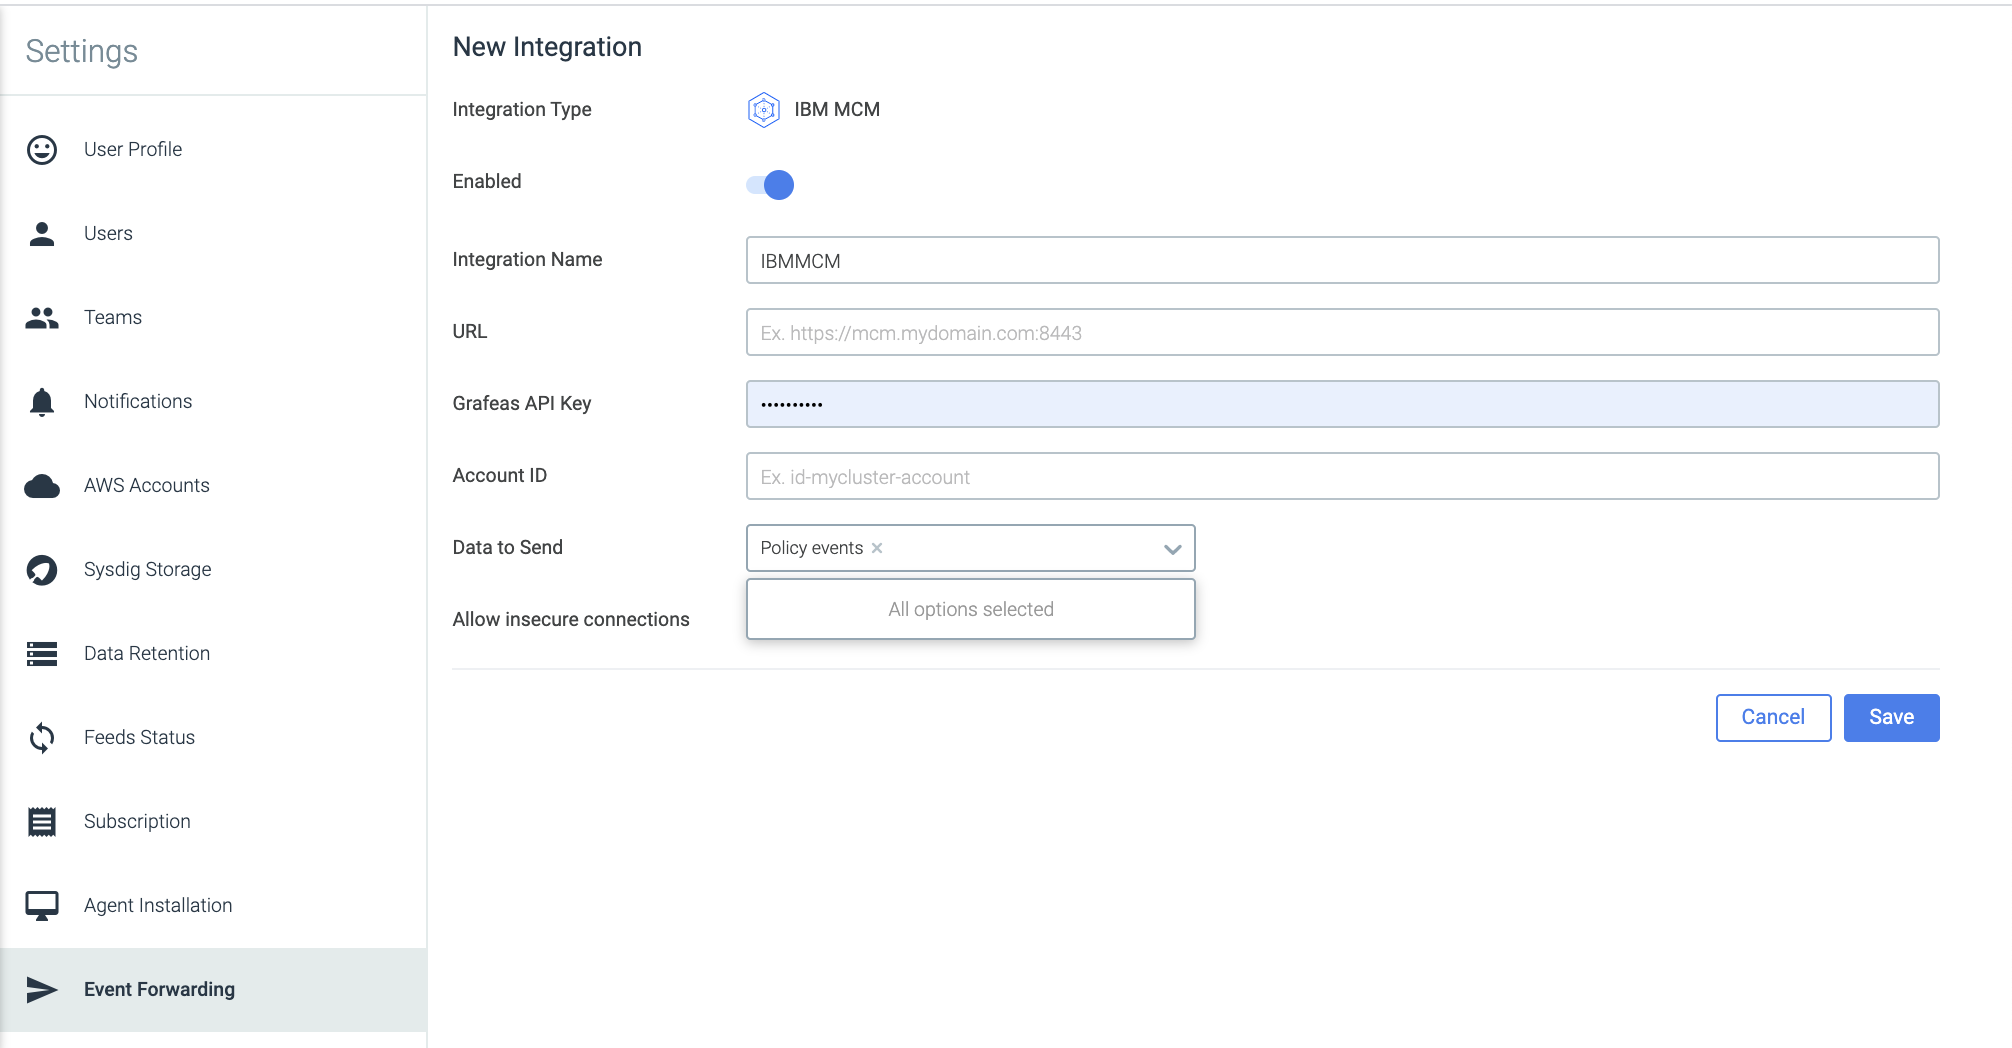 Settings
User Profile
Users
Teams
Notifications
AWS Accounts
Sysdig Storage
Data Retention
Feeds Status
Subscription
Agent Installation
Event Forwarding
New Integration
Integration Type IBM MCM
Enabled
Integration Name IBMMCM
URL Ex. https://mcm.mydomain.com:8443
Grafeas API Key ••••••••••
Account ID Ex. id-mycluster-account
Data to Send Policy events ×
All options selected
Allow insecure connections
Cancel Save